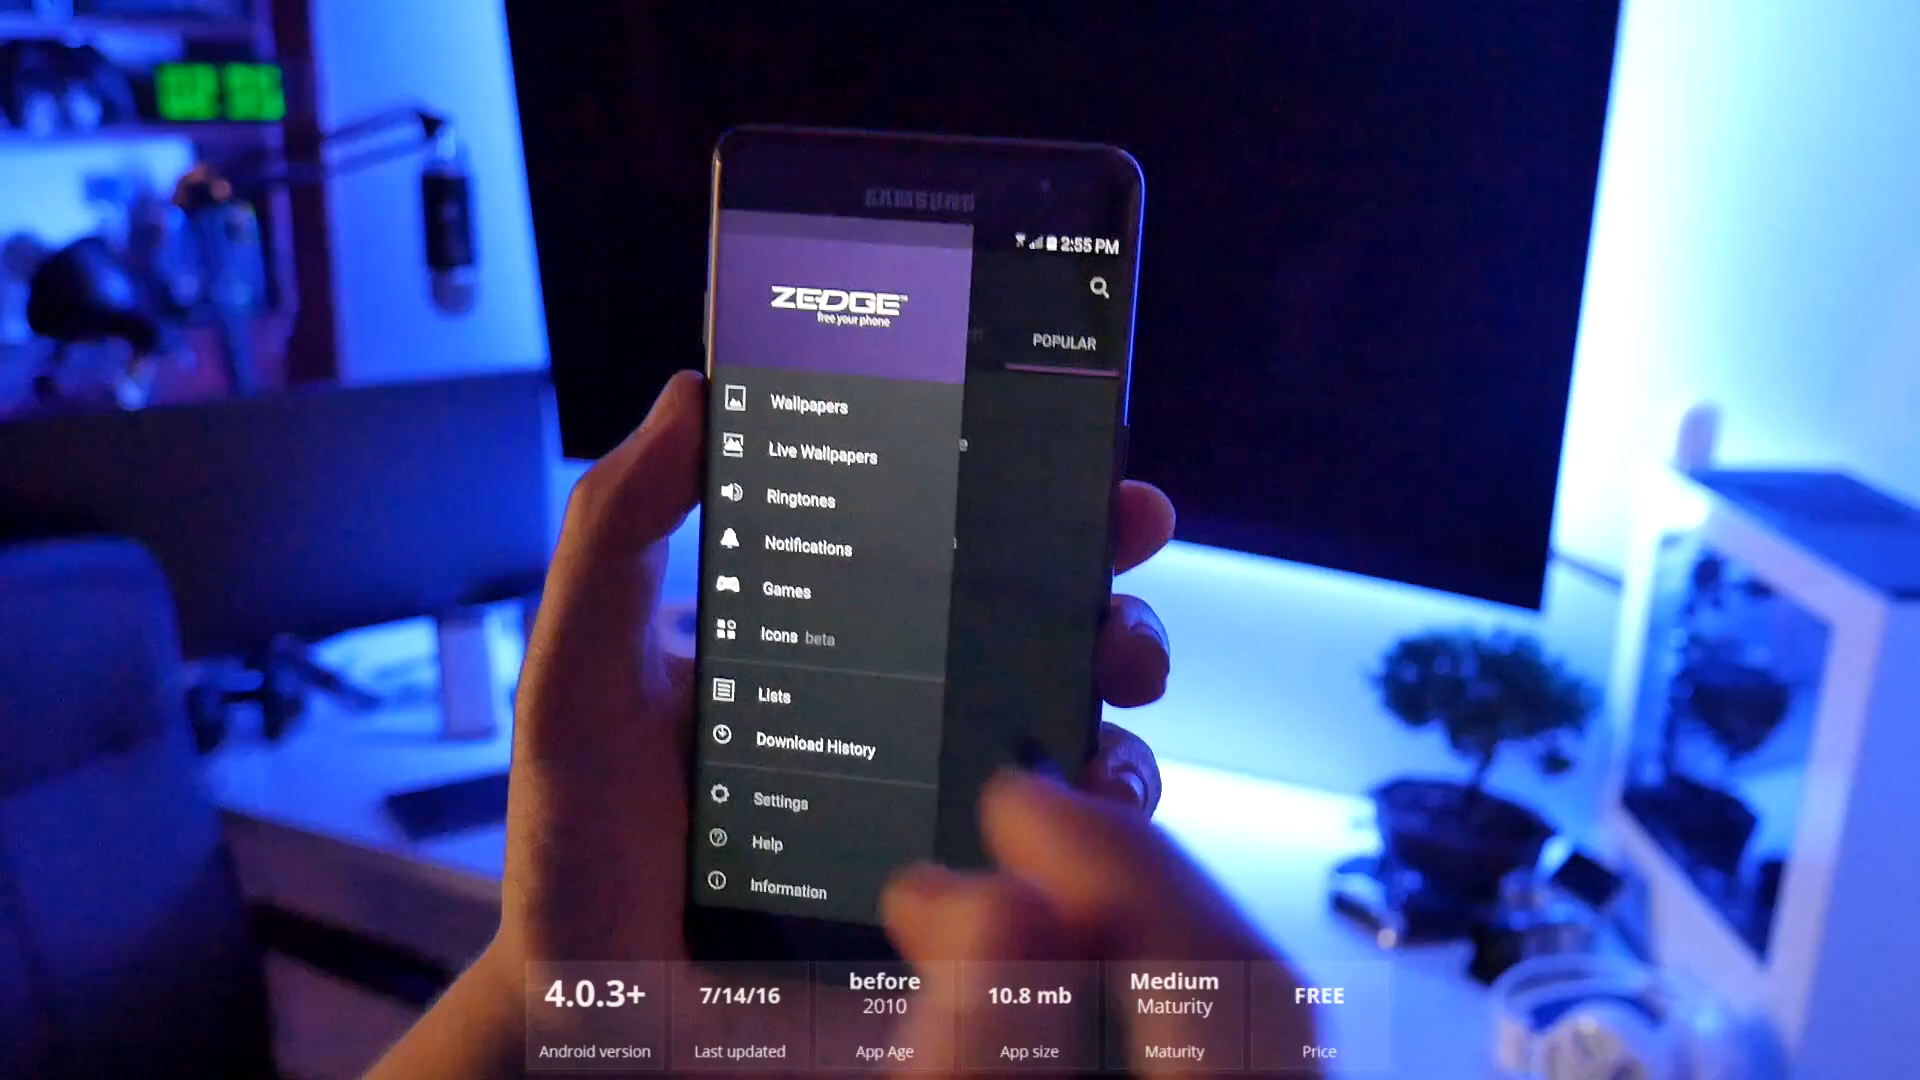 SAMSUNG
2:55 PM
ZEDGE™
free your phone
POPULAR
Wallpapers
Live Wallpapers
Ringtones
Notifications
Games
Icons beta
Lists
Download History
Settings
Help
Information
4.0.3+
Android version
7/14/16
Last updated
before
2010
App Age
10.8 mb
App size
Medium
Maturity
Maturity
FREE
Price